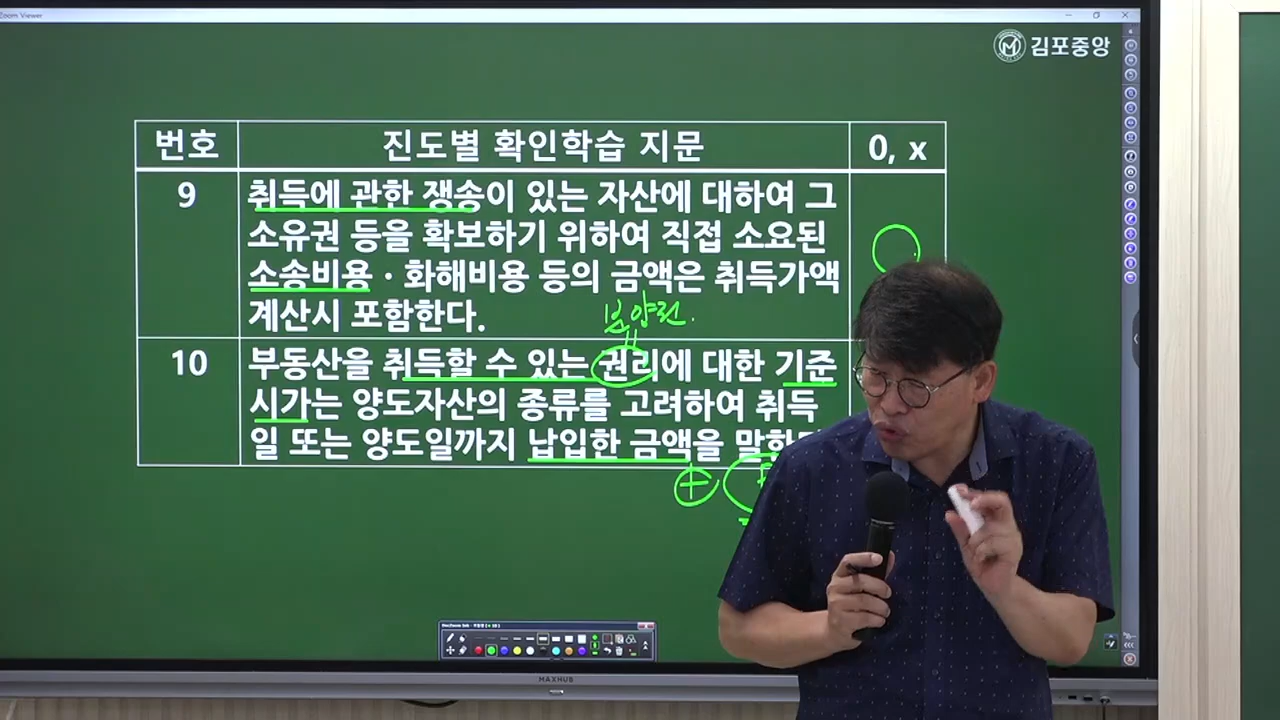 Zoom Viewer
김포중앙
번호 진도별 확인학습 지문 0, x
9 취득에 관한 쟁송이 있는 자산에 대하여 그
소유권 등을 확보하기 위하여 직접 소요된
소송비용 · 화해비용 등의 금액은 취득가액
계산시 포함한다.
분양권.
10 부동산을 취득할 수 있는 권리에 대한 기준
시가는 양도자산의 종류를 고려하여 취득
일 또는 양도일까지 납입한 금액을 말한
MAXHUB